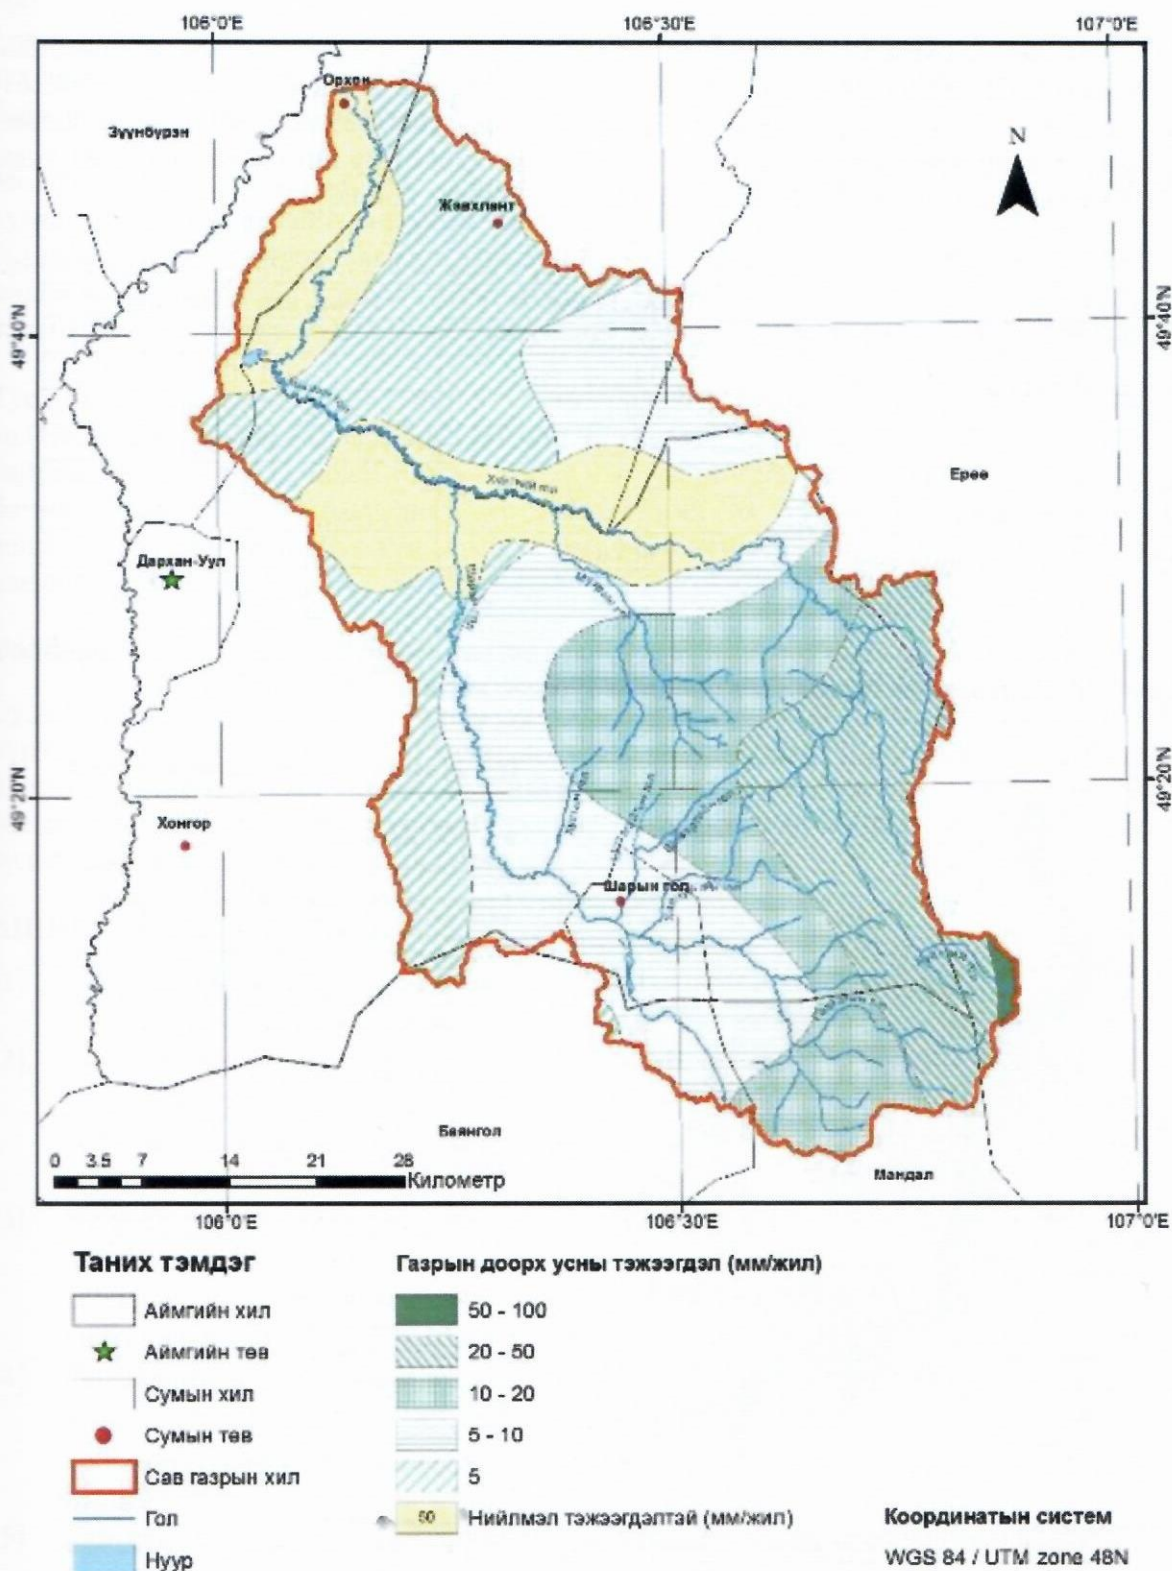 106°0'E 106°30'E 107°0'E
Орхон
Зүүнбүрэн
N
Жавхлант
49°40'N 49°40'N
Хүйтний гол
Ерөө
Дархан-Уул
49°20'N 49°20'N
Хонгор
Шарын гол
Баянгол
Мандал
0 3.5 7 14 21 28
Километр
106°0'E 106°30'E 107°0'E
Таних тэмдэг
Аймгийн хил
Аймгийн төв
Сумын хил
Сумын төв
Сав газрын хил
Гол
Нуур
Газрын доорх усны тэжээгдэл (мм/жил)
50 - 100
20 - 50
10 - 20
5 - 10
5
50 Нийлмэл тэжээгдэлтай (мм/жил)
Координатын систем
WGS 84 / UTM zone 48N